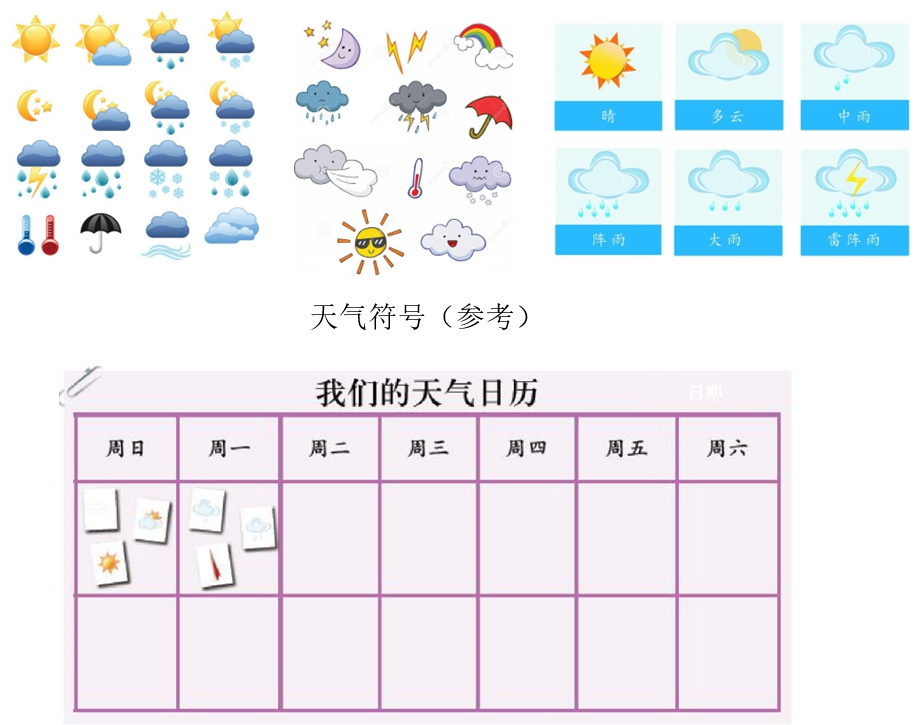 晴
多云
中雨
阵雨
大雨
雷阵雨
天气符号（参考）
我们的天气日历
日期
周日 周一 周二 周三 周四 周五 周六